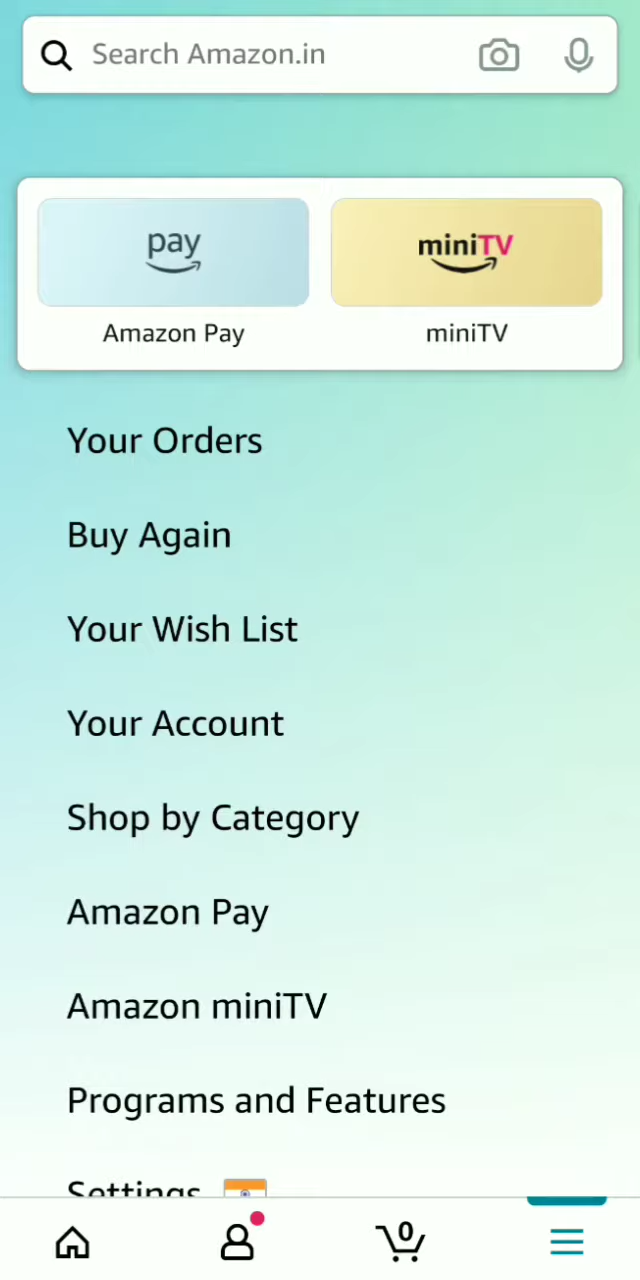 Search Amazon.in
pay
miniTV
Amazon Pay
miniTV
Your Orders
Buy Again
Your Wish List
Your Account
Shop by Category
Amazon Pay
Amazon miniTV
Programs and Features
Settings
0